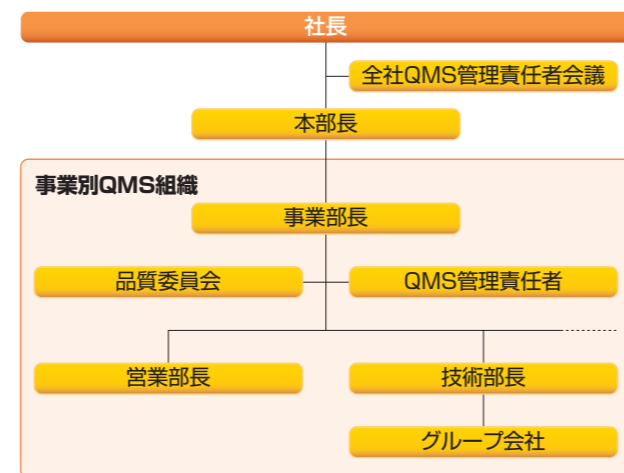 社長
全社QMS管理責任者会議
本部長
事業別QMS組織
事業部長
品質委員会
QMS管理責任者
営業部長
技術部長
グループ会社